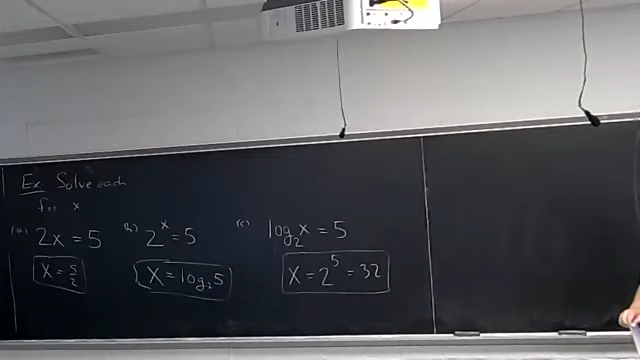 Ex Solve each
for x
(a) 2x = 5
x = 5/2
(b) 2^x = 5
x = log₂5
(c) log₂x = 5
x = 2^5 = 32